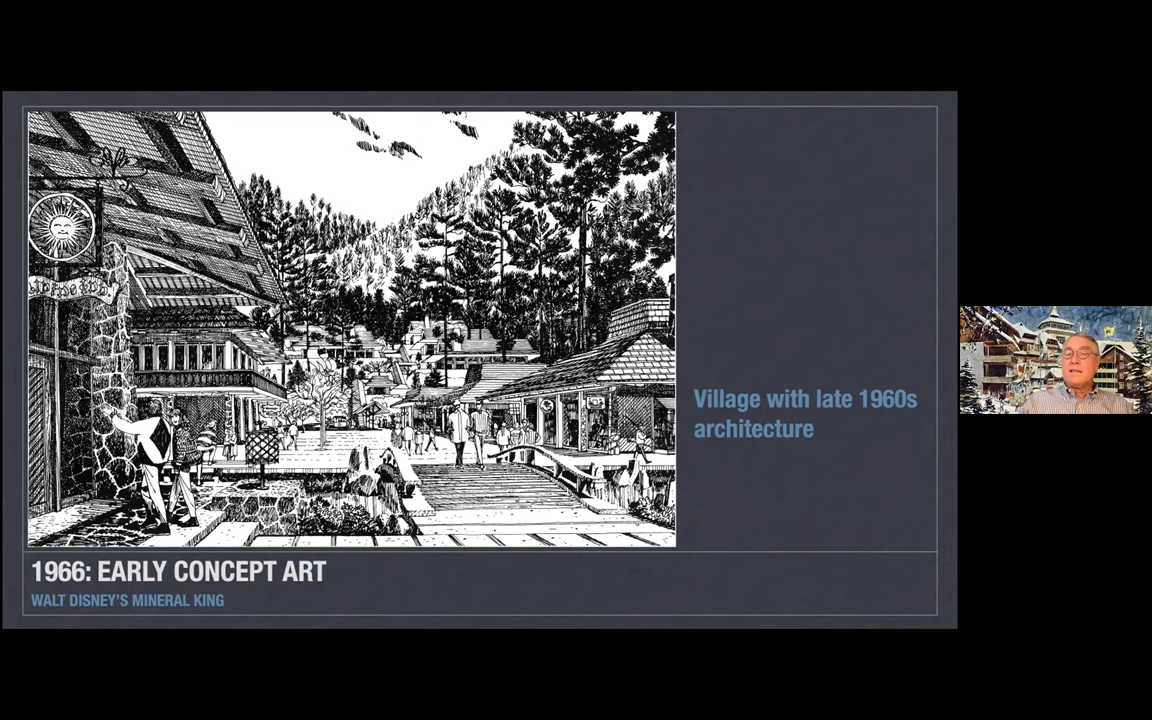 Village with late 1960s
architecture
1966: EARLY CONCEPT ART
WALT DISNEY'S MINERAL KING